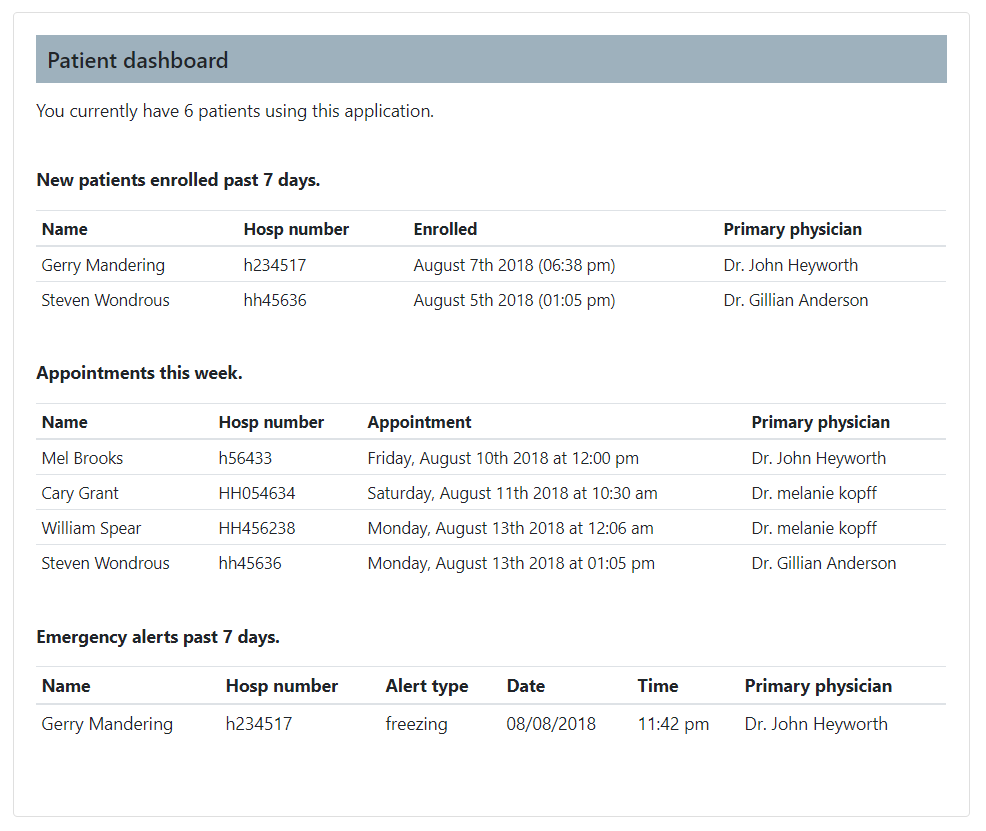 Patient dashboard
You currently have 6 patients using this application.
New patients enrolled past 7 days.
Name Hosp number Enrolled Primary physician
Gerry Mandering h234517 August 7th 2018 (06:38 pm) Dr. John Heyworth
Steven Wondrous hh45636 August 5th 2018 (01:05 pm) Dr. Gillian Anderson
Appointments this week.
Name Hosp number Appointment Primary physician
Mel Brooks h56433 Friday, August 10th 2018 at 12:00 pm Dr. John Heyworth
Cary Grant HH054634 Saturday, August 11th 2018 at 10:30 am Dr. melanie kopff
William Spear HH456238 Monday, August 13th 2018 at 12:06 am Dr. melanie kopff
Steven Wondrous hh45636 Monday, August 13th 2018 at 01:05 pm Dr. Gillian Anderson
Emergency alerts past 7 days.
Name Hosp number Alert type Date Time Primary physician
Gerry Mandering h234517 freezing 08/08/2018 11:42 pm Dr. John Heyworth